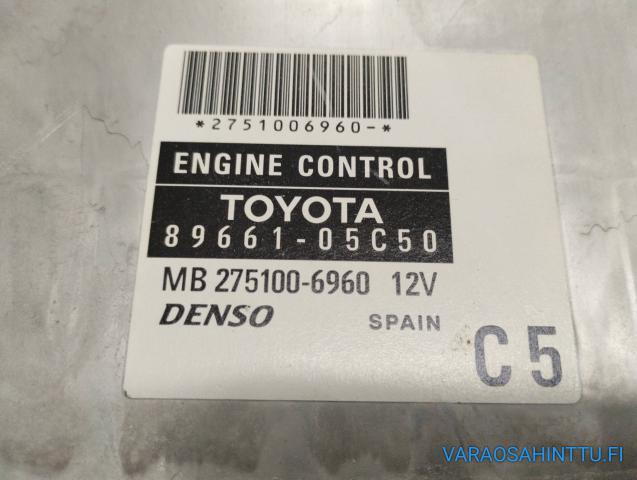 *2751006960-*
ENGINE CONTROL
TOYOTA
89661-05C50
MB 275100-6960 12V
DENSO SPAIN
C5
VARAOSAHINTTU.FI